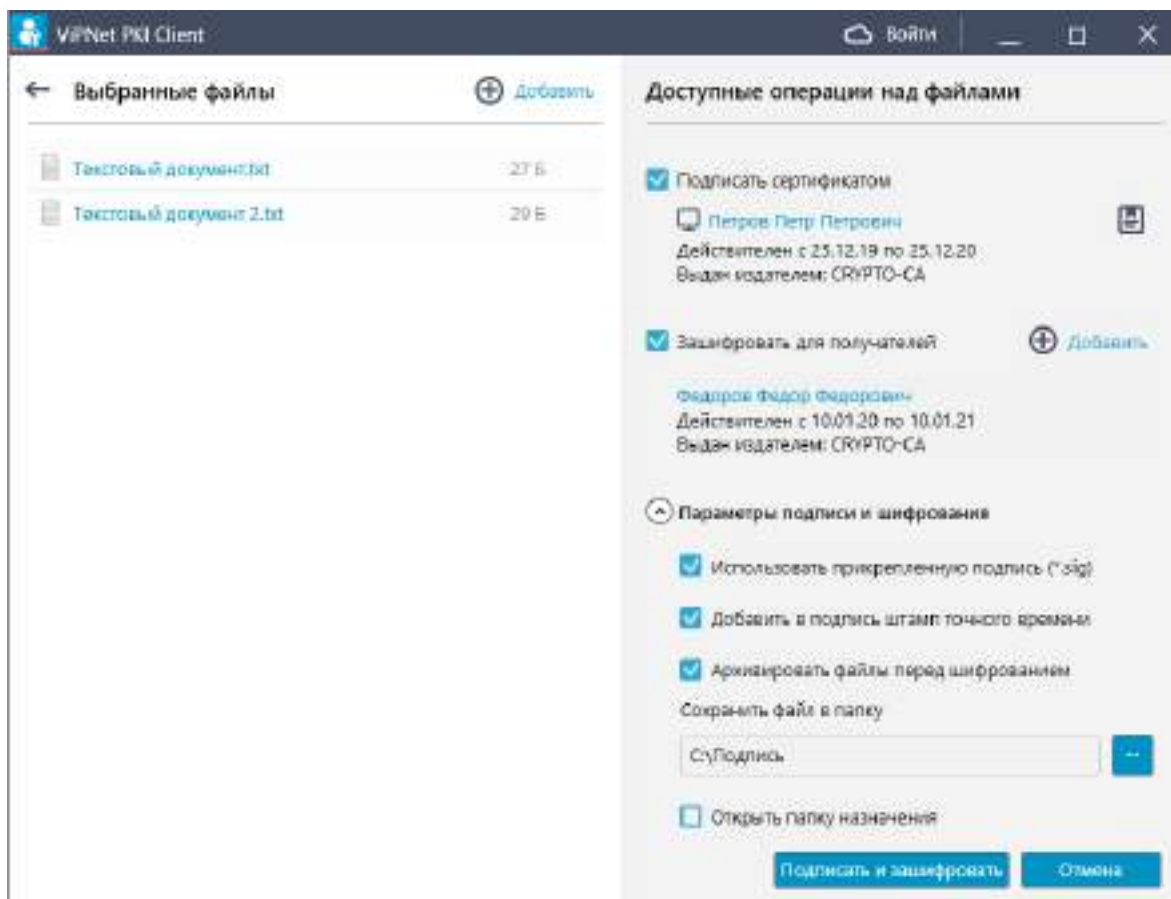 ViPNet PKI Client
Войти
Выбранные файлы
Добавить
Текстовый документ.txt
27 Б
Текстовый документ 2.txt
29 Б
Доступные операции над файлами
Подписать сертификатом
Петров Петр Петрович
Действителен с 25.12.19 по 25.12.20
Выдан издателем: CRYPTO-CA
Зашифровать для получателей
Добавить
Федоров Федор Федорович
Действителен с 10.01.20 по 10.01.21
Выдан издателем: CRYPTO-CA
Параметры подписи и шифрования
Использовать прикрепленную подпись (*.sig)
Добавить в подпись штамп точного времени
Архивировать файлы перед шифрованием
Сохранить файл в папку
C:\Подпись
...
Открыть папку назначения
Подписать и зашифровать
Отмена